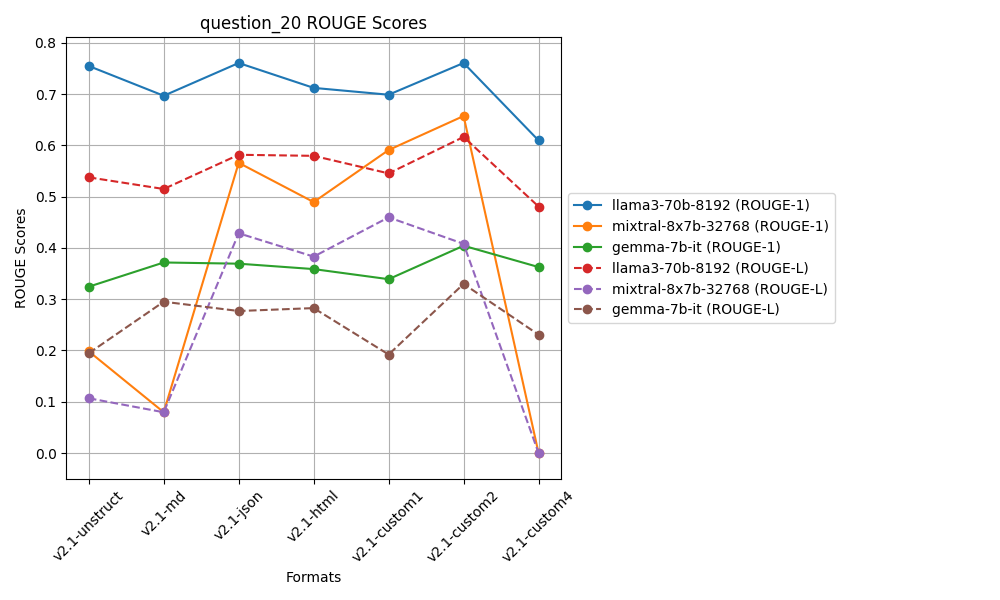 question_20 ROUGE Scores
ROUGE Scores
0.8
0.7
0.6
0.5
0.4
0.3
0.2
0.1
0.0
v2.1-unstruct
v2.1-md
v2.1-json
v2.1-html
v2.1-custom1
v2.1-custom2
v2.1-custom4
Formats
llama3-70b-8192 (ROUGE-1)
mixtral-8x7b-32768 (ROUGE-1)
gemma-7b-it (ROUGE-1)
llama3-70b-8192 (ROUGE-L)
mixtral-8x7b-32768 (ROUGE-L)
gemma-7b-it (ROUGE-L)